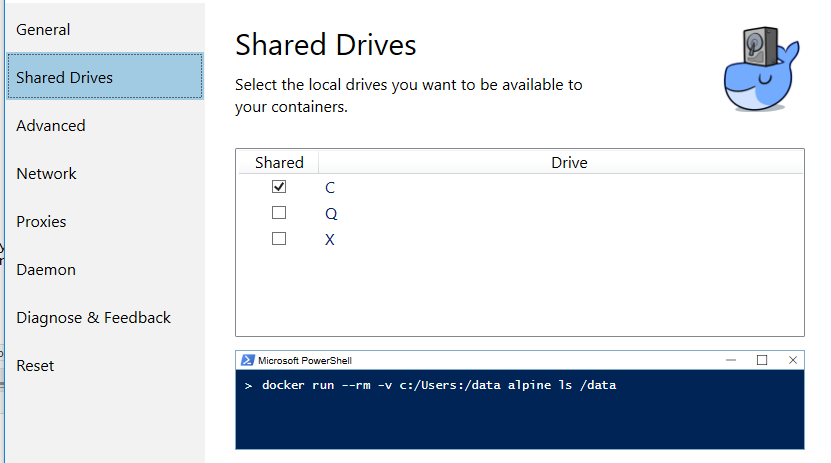 General
Shared Drives
Advanced
Network
Proxies
Daemon
Diagnose & Feedback
Reset
Shared Drives
Select the local drives you want to be available to
your containers.
Shared Drive
C
Q
X
Microsoft PowerShell
> docker run --rm -v c:/Users:/data alpine ls /data